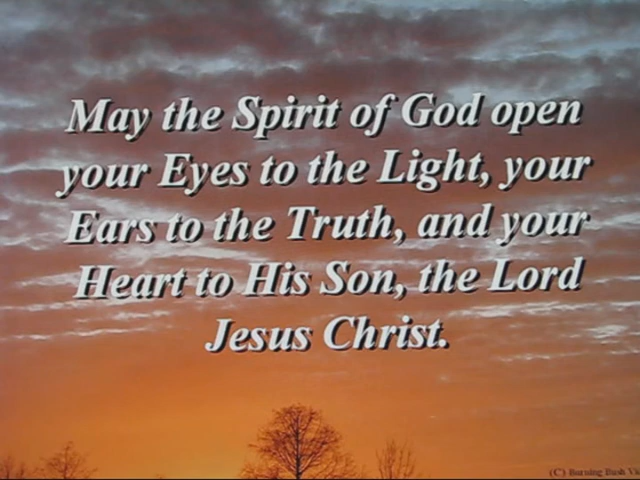 May the Spirit of God open
your Eyes to the Light, your
Ears to the Truth, and your
Heart to His Son, the Lord
Jesus Christ.
(C) Burning Bush